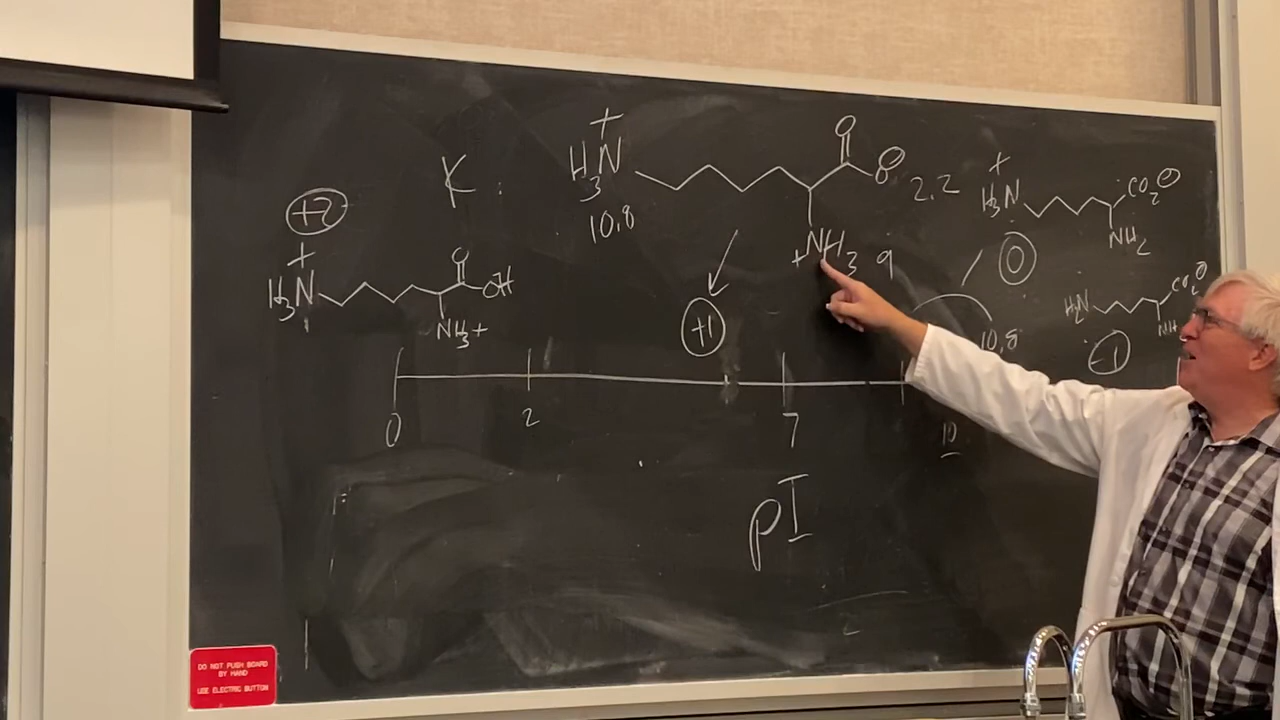 K :
H3N+
10.8
O
O⊖
2.2
+NH3 9
+2
H3N+
O
OH
NH3+
+1
H3N+
CO2⊖
NH2
0
H2N
CO2⊖
NH
-1
10.8
0
2
7
10
pI
DO NOT PUSH BOARD
BY HAND
USE ELECTRIC BUTTON